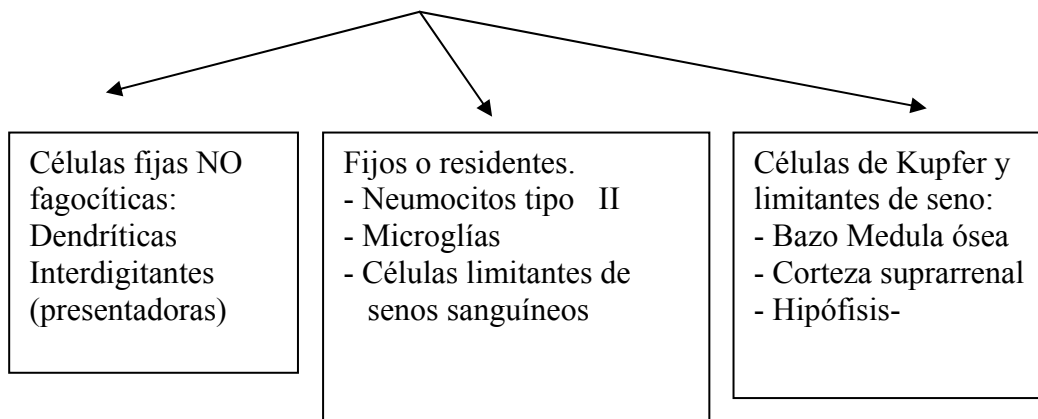 Células fijas NO
fagocíticas:
Dendríticas
Interdigitantes
(presentadoras)
Fijos o residentes.
- Neumocitos tipo II
- Microglías
- Células limitantes de
senos sanguíneos
Células de Kupfer y
limitantes de seno:
- Bazo Medula ósea
- Corteza suprarrenal
- Hipófisis-